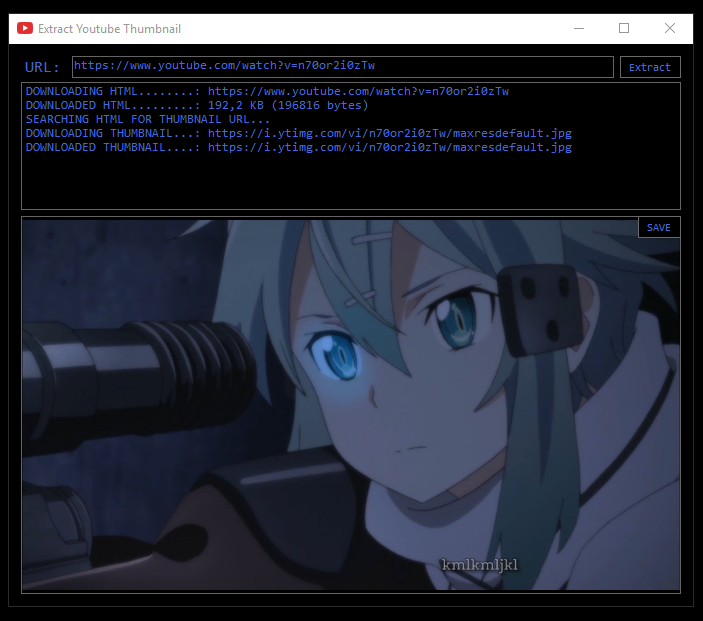 Extract Youtube Thumbnail
URL: https://www.youtube.com/watch?v=n70or2i0zTw Extract
DOWNLOADING HTML........: https://www.youtube.com/watch?v=n70or2i0zTw
DOWNLOADED HTML.........: 192,2 KB (196816 bytes)
SEARCHING HTML FOR THUMBNAIL URL...
DOWNLOADING THUMBNAIL...: https://i.ytimg.com/vi/n70or2i0zTw/maxresdefault.jpg
DOWNLOADED THUMBNAIL....: https://i.ytimg.com/vi/n70or2i0zTw/maxresdefault.jpg
SAVE
kmlkmljkl